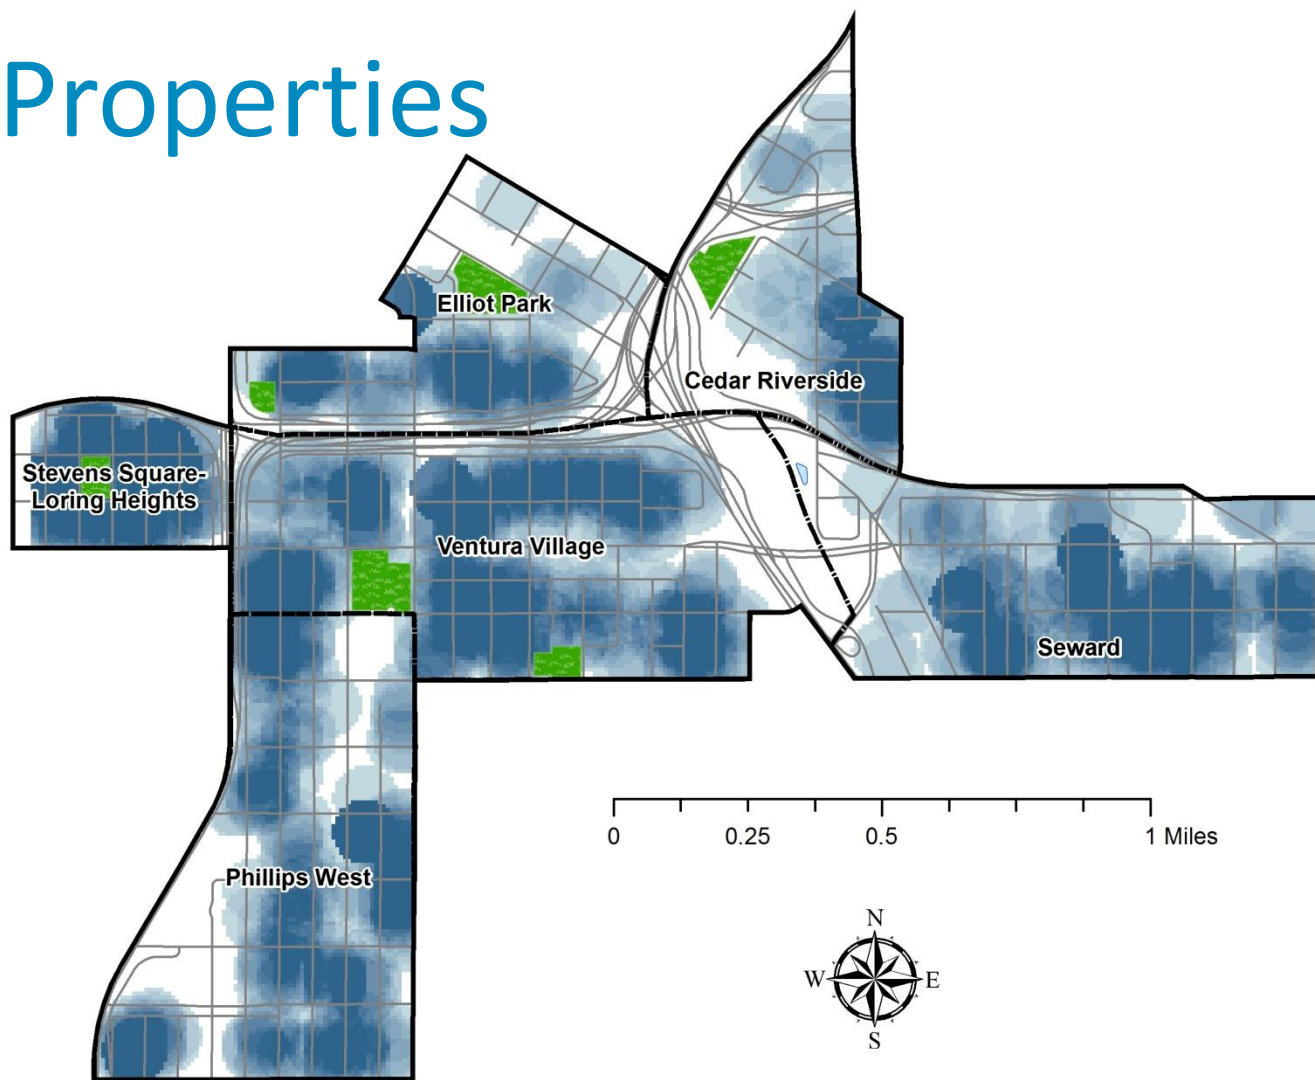 Properties
Elliot Park
Cedar Riverside
Stevens Square-
Loring Heights
Ventura Village
Seward
Phillips West
0 0.25 0.5 1 Miles
N
W E
S